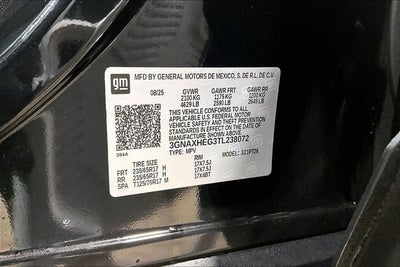 gm
MFD BY GENERAL MOTORS DE MEXICO, S. DE R.L. DE C.V.
08/25 GVWR GAWR FRT GAWR RR
2100 KG 1175 KG 1200 KG
4629 LB 2590 LB 2645 LB
THIS VEHICLE CONFORMS TO ALL
APPLICABLE U.S. FEDERAL MOTOR
VEHICLE SAFETY AND THEFT
PREVENTION STANDARDS IN EFFECT
ON THE DATE OF MANUFACTURE
SHOWN ABOVE.
3GNAXHEG3TL238072
TYPE: MPV MODEL:
TIRE SIZE RIM
FRT 235/65R17 H 17X7.5J
RR 235/65R17 H 17X7.5J
SPA T125/70R17 M 17X4BT